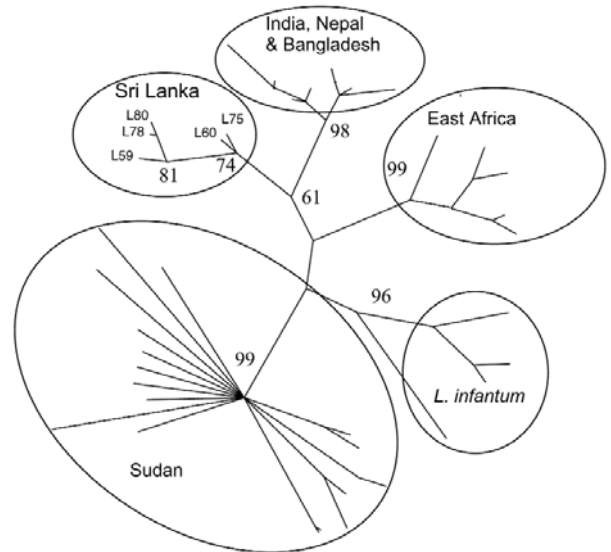 India, Nepal
& Bangladesh
Sri Lanka
L80
L78
L59
L75
L60
81
74
98
61
East Africa
99
96
L. infantum
99
Sudan